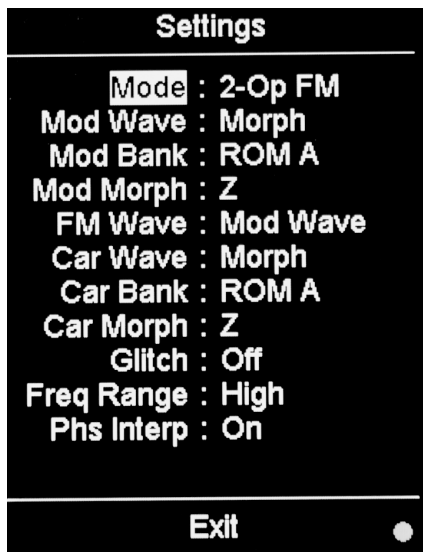 Settings
Mode : 2-Op FM
Mod Wave : Morph
Mod Bank : ROM A
Mod Morph : Z
FM Wave : Mod Wave
Car Wave : Morph
Car Bank : ROM A
Car Morph : Z
Glitch : Off
Freq Range : High
Phs Interp : On
Exit